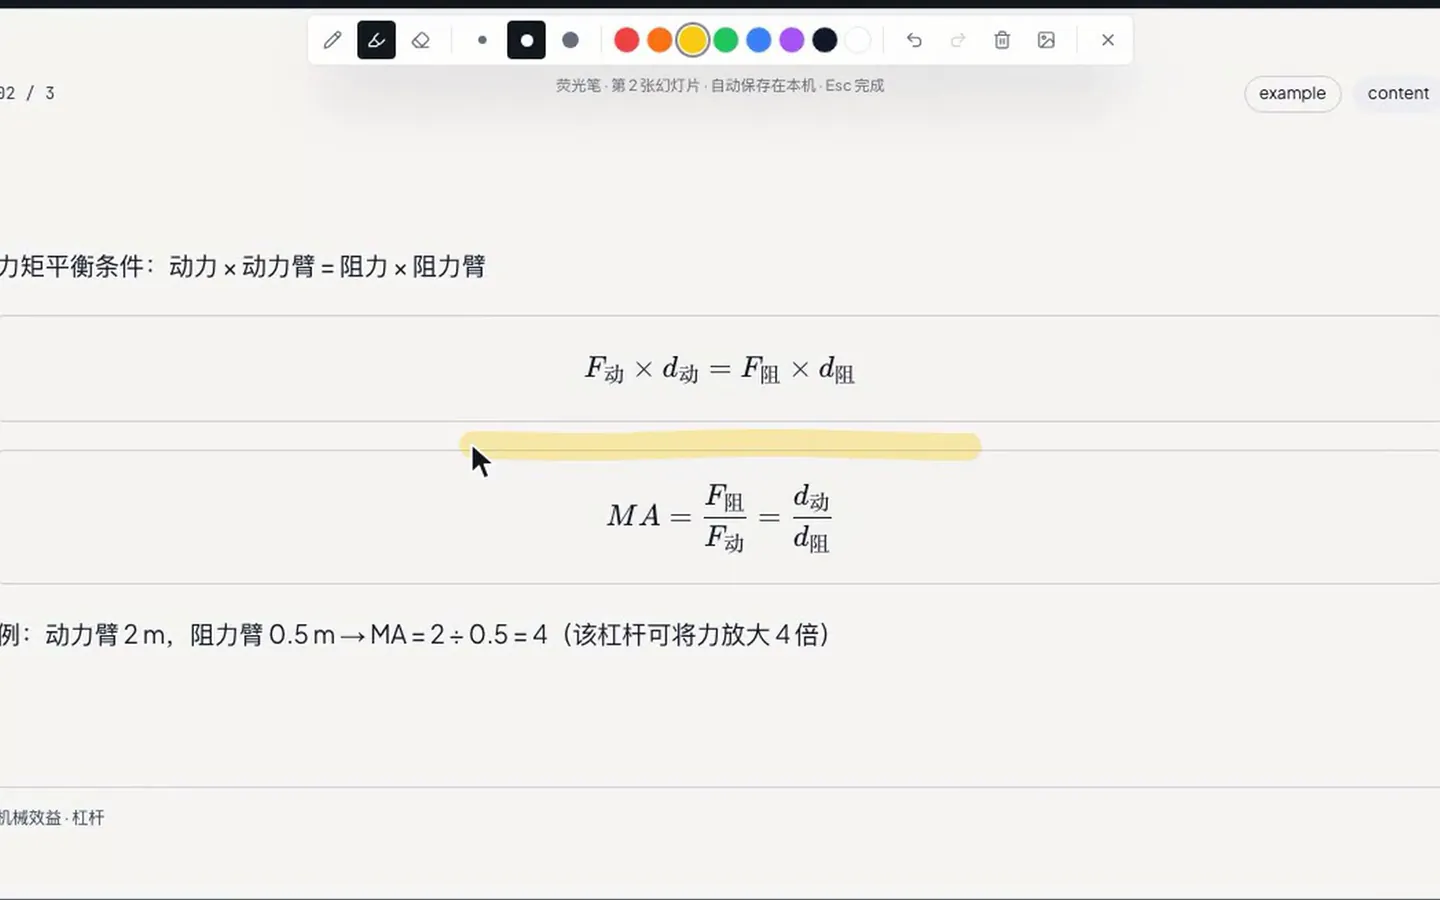 荧光笔 · 第 2 张幻灯片 · 自动保存在本机 · Esc 完成
02 / 3
example
content
力矩平衡条件：动力 × 动力臂 = 阻力 × 阻力臂
F动 × d动 = F阻 × d阻
MA = F阻/F动 = d动/d阻
例：动力臂 2 m，阻力臂 0.5 m → MA = 2 ÷ 0.5 = 4（该杠杆可将力放大 4 倍）
机械效益 · 杠杆